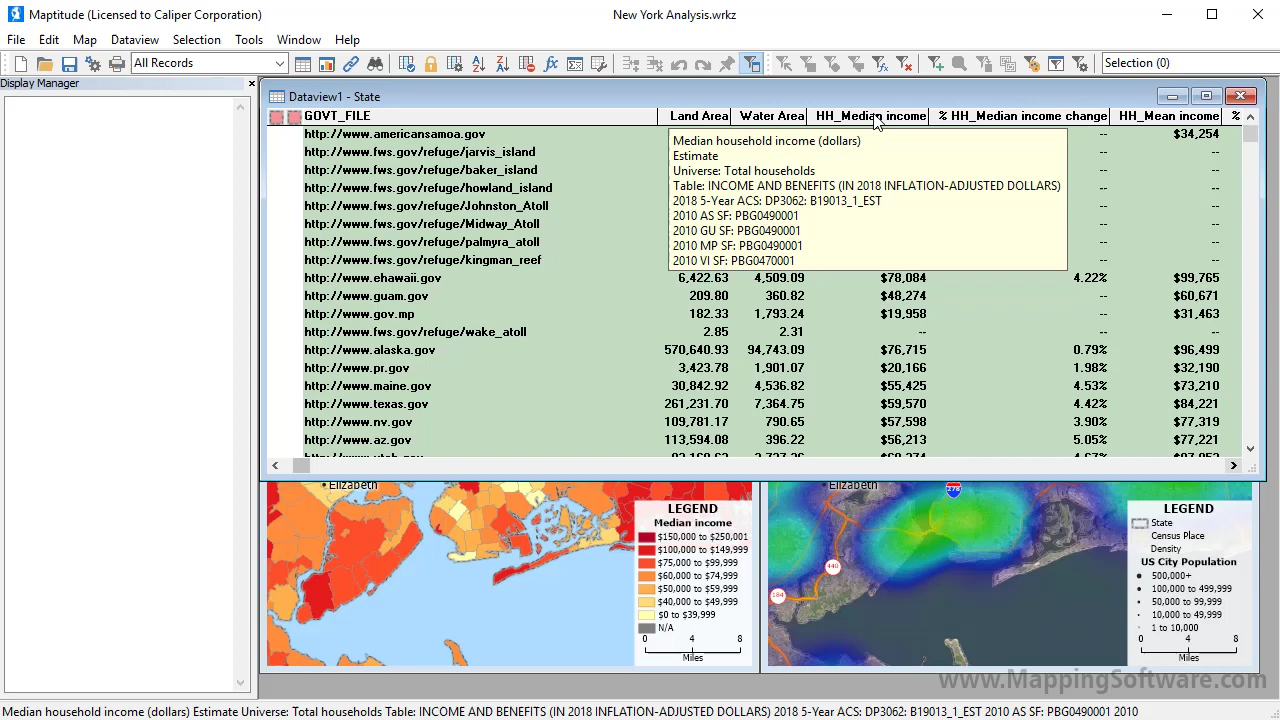 Maptitude (Licensed to Caliper Corporation) New York Analysis.wrkz
File Edit Map Dataview Selection Tools Window Help
All Records Selection (0)
Display Manager
Dataview1 - State
GOVT_FILE Land Area Water Area HH_Median income % HH_Median income change HH_Mean income %
http://www.americansamoa.gov -- $34,254
http://www.fws.gov/refuge/jarvis_island -- --
http://www.fws.gov/refuge/baker_island -- --
http://www.fws.gov/refuge/howland_island -- --
http://www.fws.gov/refuge/Johnston_Atoll -- --
http://www.fws.gov/refuge/Midway_Atoll -- --
http://www.fws.gov/refuge/palmyra_atoll -- --
http://www.fws.gov/refuge/kingman_reef -- --
Median household income (dollars)
Estimate
Universe: Total households
Table: INCOME AND BENEFITS (IN 2018 INFLATION-ADJUSTED DOLLARS)
2018 5-Year ACS: DP3062: B19013_1_EST
2010 AS SF: PBG0490001
2010 GU SF: PBG0490001
2010 MP SF: PBG0490001
2010 VI SF: PBG0470001
http://www.ehawaii.gov 6,422.63 4,509.09 $78,084 4.22% $99,765
http://www.guam.gov 209.80 360.82 $48,274 -- $60,671
http://www.gov.mp 182.33 1,793.24 $19,958 -- $31,463
http://www.fws.gov/refuge/wake_atoll 2.85 2.31 -- -- --
http://www.alaska.gov 570,640.93 94,743.09 $76,715 0.79% $96,499
http://www.pr.gov 3,423.78 1,901.07 $20,166 1.98% $32,190
http://www.maine.gov 30,842.92 4,536.82 $55,425 4.53% $73,210
http://www.texas.gov 261,231.70 7,364.75 $59,570 4.42% $84,221
http://www.nv.gov 109,781.17 790.65 $57,598 3.90% $77,319
http://www.az.gov 113,594.08 396.22 $56,213 5.05% $77,221
Elizabeth
LEGEND
Median income
$150,000 to $250,001
$100,000 to $149,999
$75,000 to $99,999
$60,000 to $74,999
$50,000 to $59,999
$40,000 to $49,999
$0 to $39,999
N/A
0 4 8
Miles
Elizabeth
278
440
184
LEGEND
State
Census Place
Density
US City Population
500,000+
100,000 to 499,999
50,000 to 99,999
10,000 to 49,999
1 to 10,000
0 4 8
Miles
www.MappingSoftware.com
Median household income (dollars) Estimate Universe: Total households Table: INCOME AND BENEFITS (IN 2018 INFLATION-ADJUSTED DOLLARS) 2018 5-Year ACS: DP3062: B19013_1_EST 2010 AS SF: PBG0490001 2010